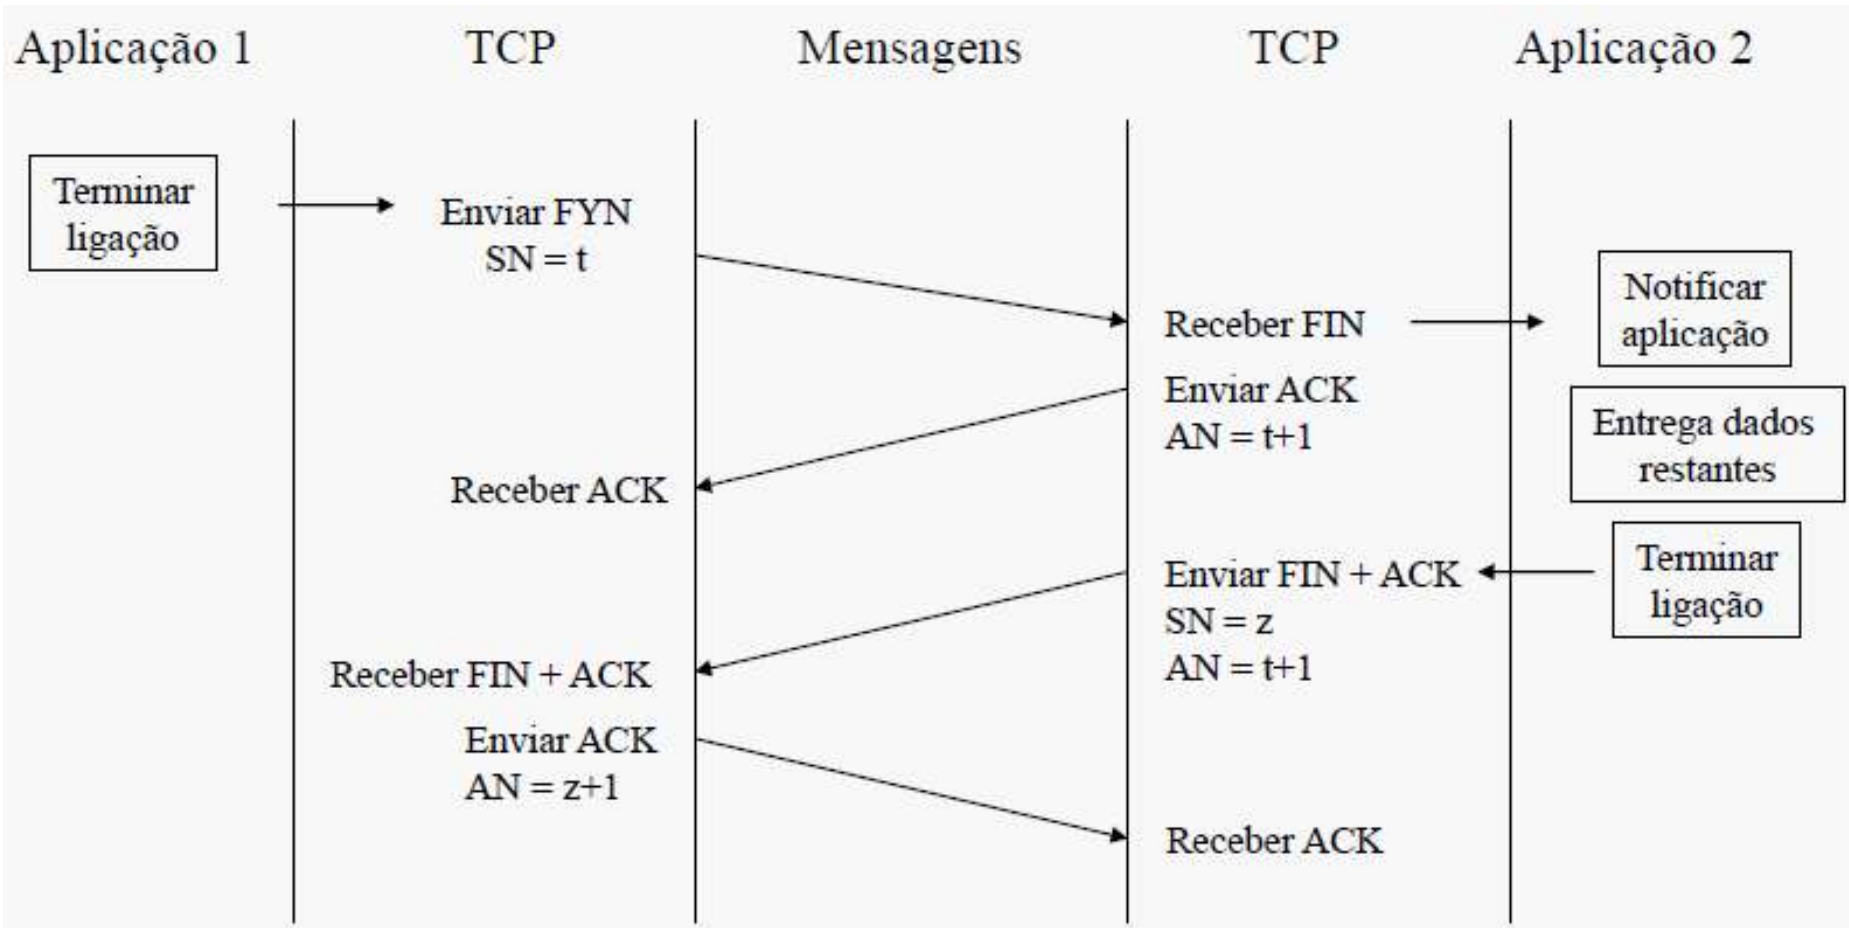 Aplicação 1
TCP
Mensagens
TCP
Aplicação 2
Terminar
ligação
Enviar FYN
SN = t
Receber FIN
Notificar
aplicação
Enviar ACK
AN = t+1
Entrega dados
restantes
Receber ACK
Enviar FIN + ACK
SN = z
AN = t+1
Terminar
ligação
Receber FIN + ACK
Enviar ACK
AN = z+1
Receber ACK